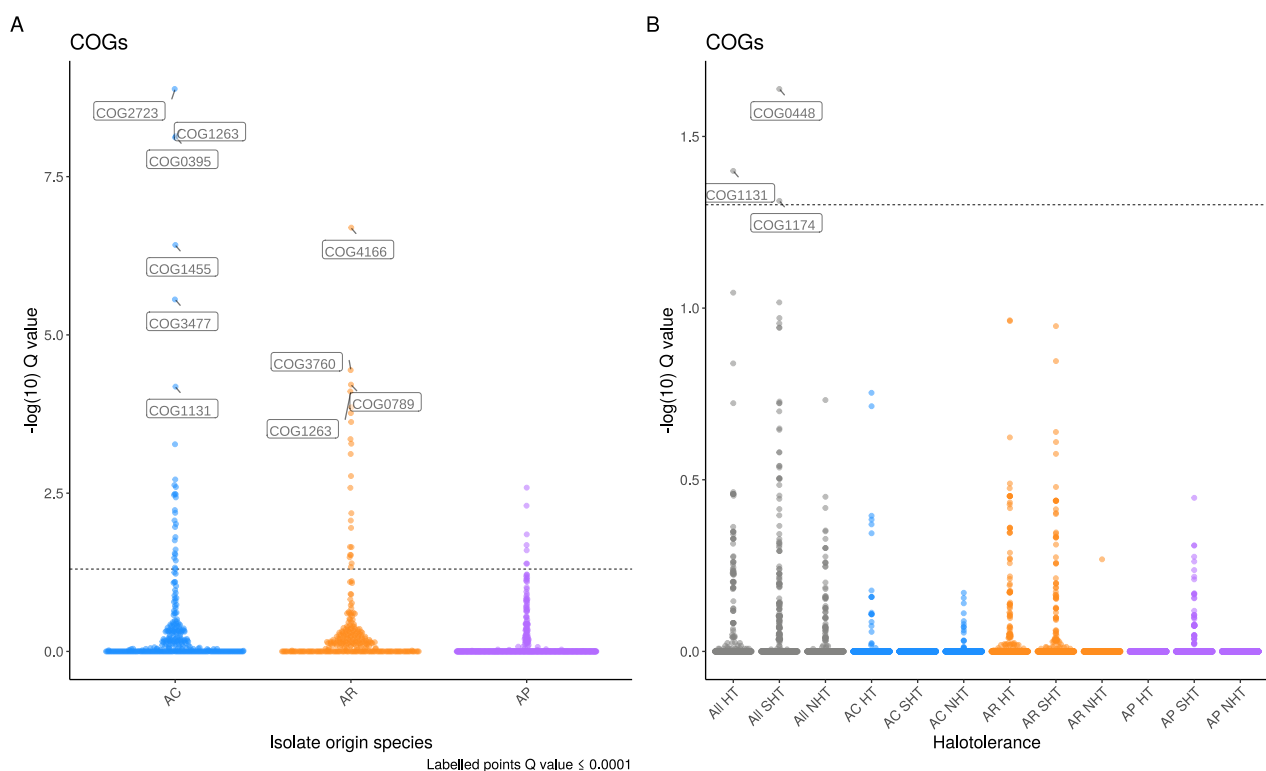 A
COGs
COG2723
COG1263
COG0395
COG1455
COG3477
COG1131
COG4166
COG3760
COG0789
COG1263
-log(10) Q value
7.5
5.0
2.5
0.0
AC
AR
AP
Isolate origin species
Labelled points Q value ≤ 0.0001
B
COGs
COG0448
COG1131
COG1174
-log(10) Q value
1.5
1.0
0.5
0.0
All HT
All SHT
All NHT
AC HT
AC SHT
AC NHT
AR HT
AR SHT
AR NHT
AP HT
AP SHT
AP NHT
Halotolerance